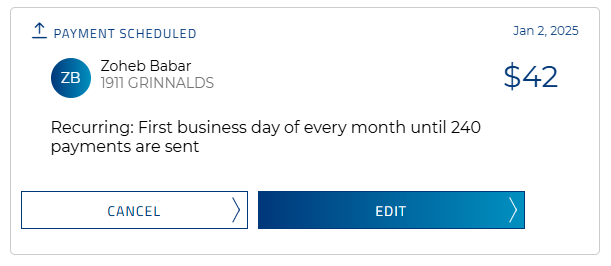 PAYMENT SCHEDULED
Jan 2, 2025
ZB
Zoheb Babar
1911 GRINNALDS
$42
Recurring: First business day of every month until 240
payments are sent
CANCEL
EDIT